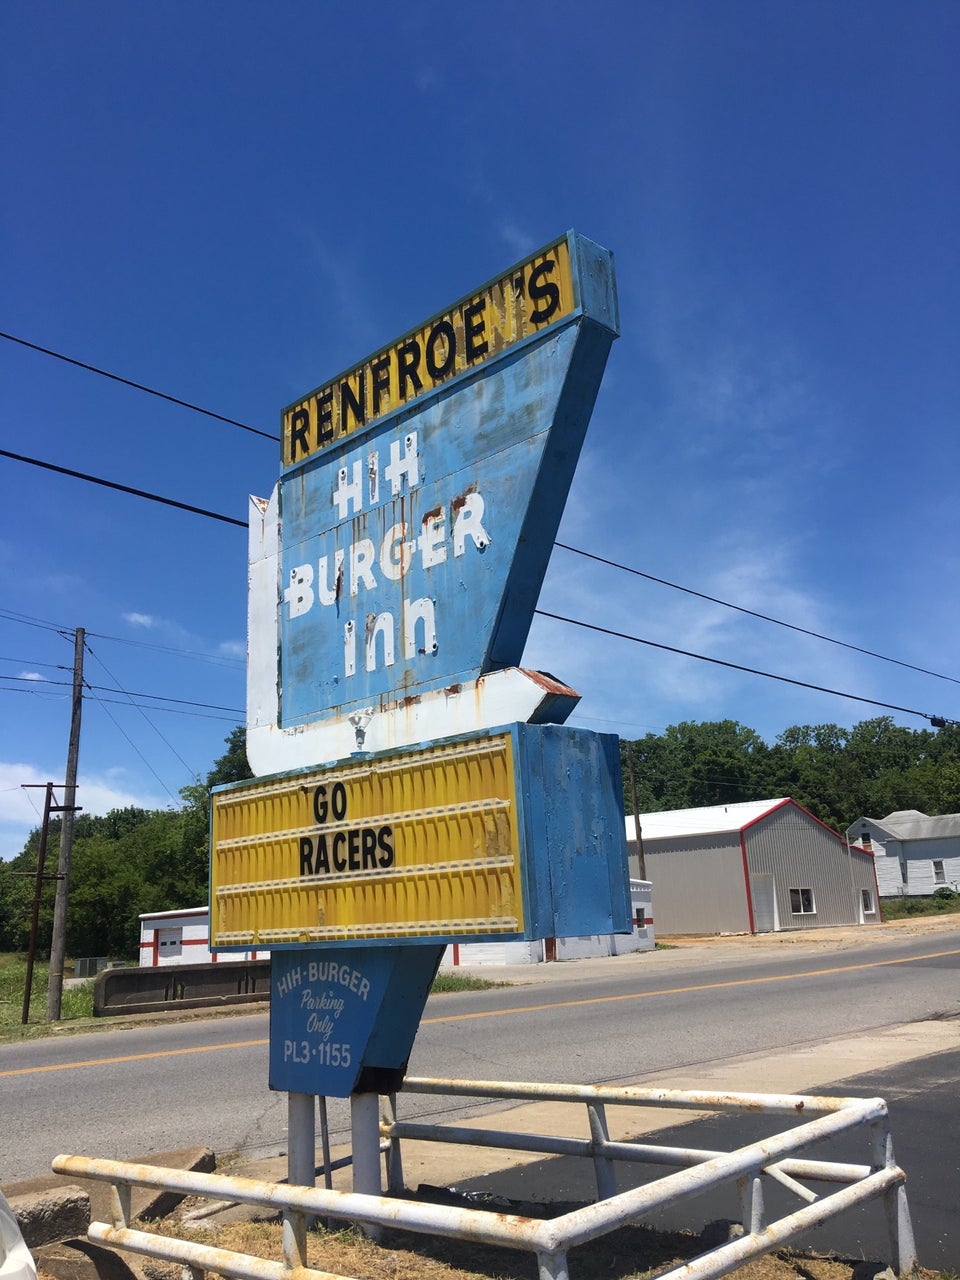 RENFROE'S
HIH
BURGER
inn
GO
RACERS
HIH-BURGER
Parking
Only
PL3·1155